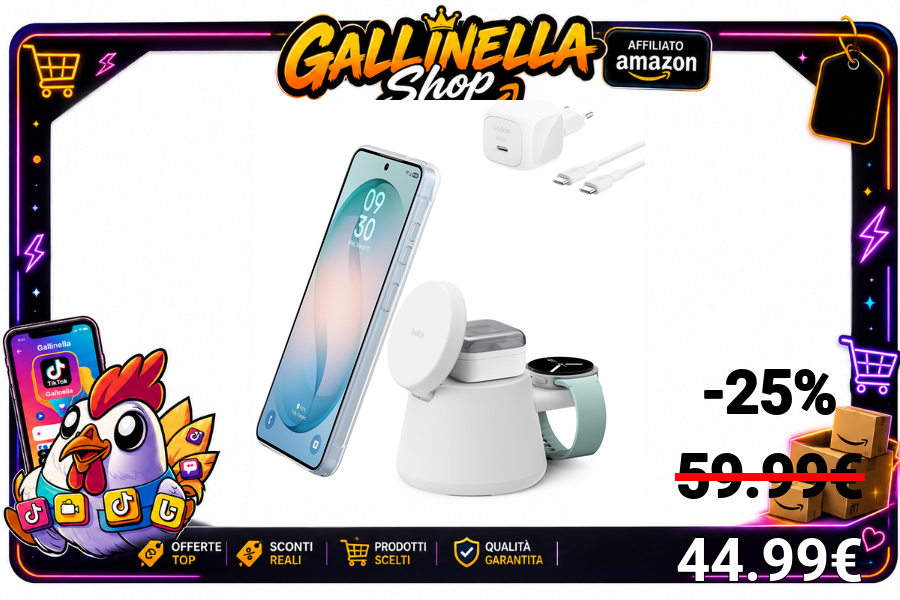 GALLINELLA
Shop
AFFILIATO
amazon
belkin
09
30
belkin
Gallinella
TikTok
Gallinella
-25%
59.99€
44.99€
OFFERTE
TOP
SCONTI
REALI
PRODOTTI
SCELTI
QUALITÀ
GARANTITA